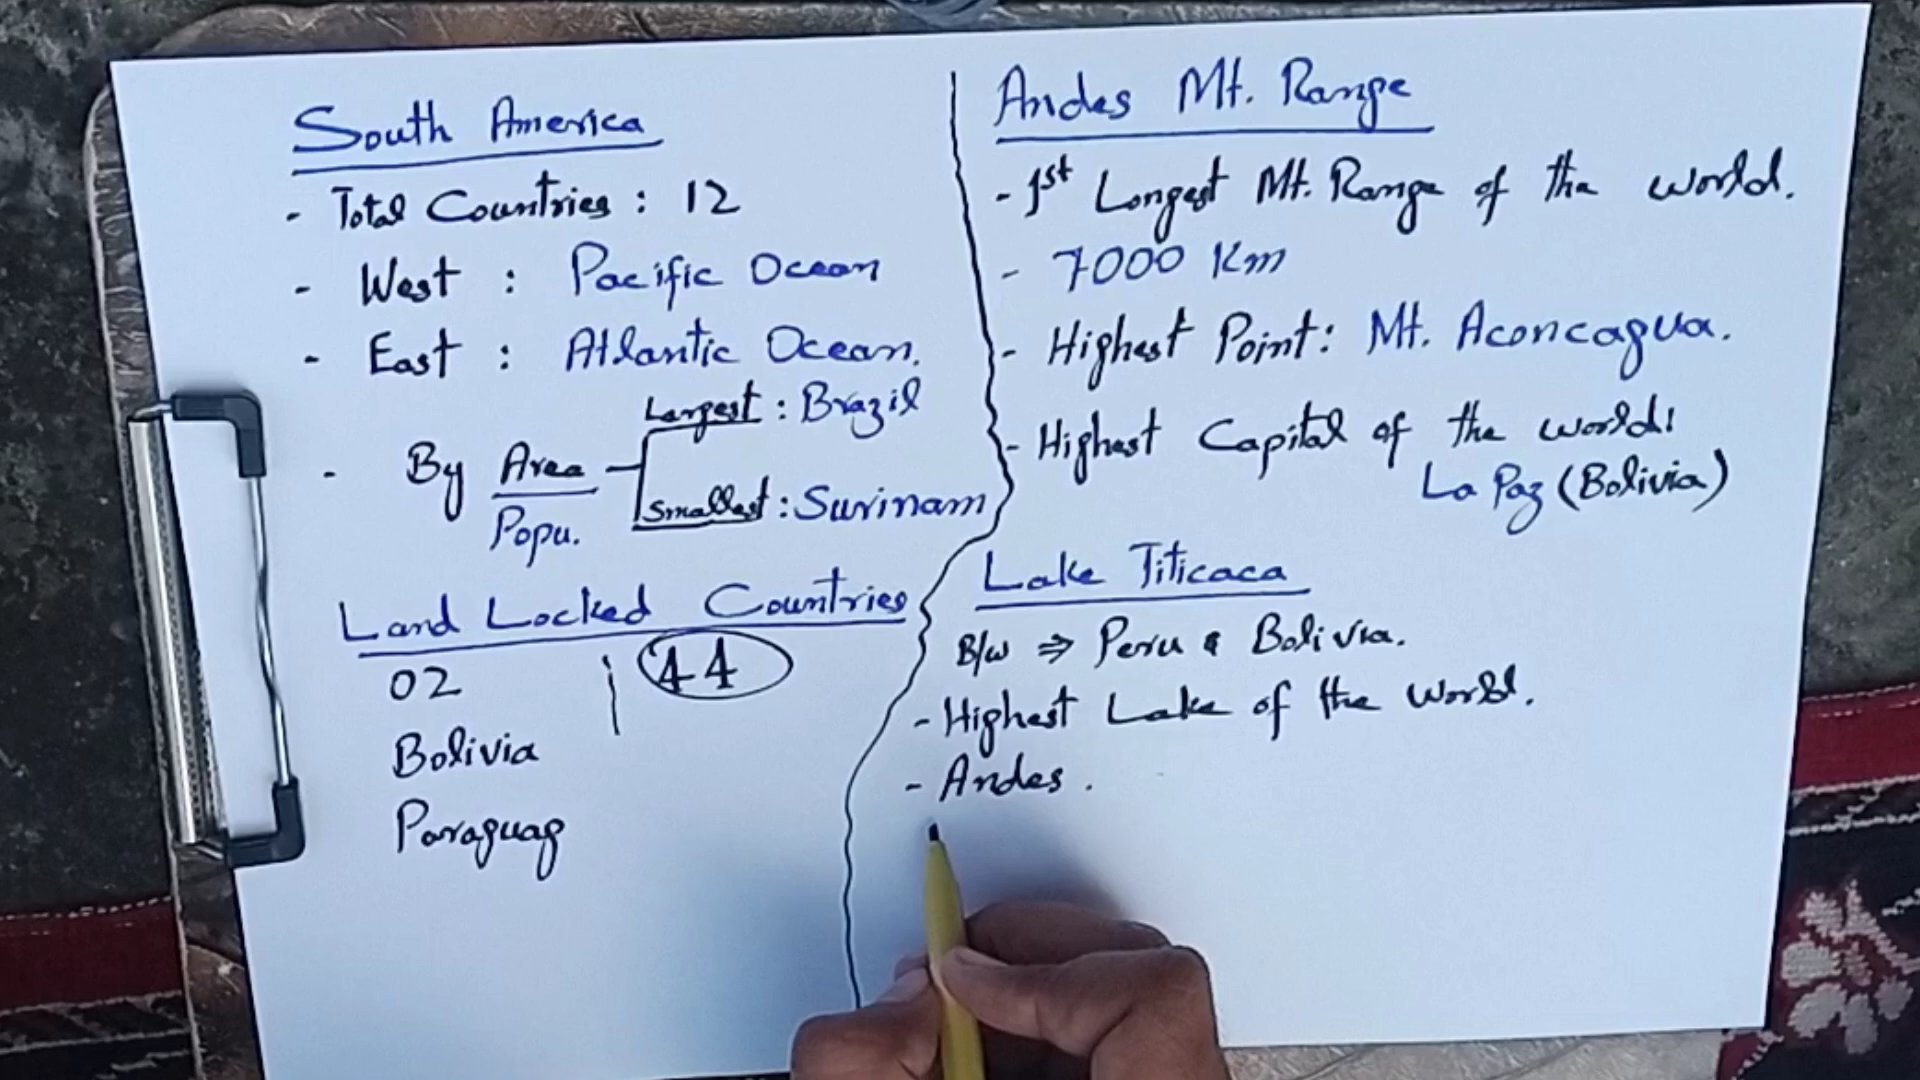 South America
- Total Countries : 12
- West : Pacific Ocean
- East : Atlantic Ocean.
Largest : Brazil
- By Area
Smallest : Surinam
Popu.
Land Locked Countries
02 | 44
Bolivia
Paraguay
Andes Mt. Range
- 1st Longest Mt. Range of the world.
- 7000 Km
- Highest Point: Mt. Aconcagua.
- Highest Capital of the world:
La Paz (Bolivia)
Lake Titicaca
B/w ⇒ Peru & Bolivia.
- Highest Lake of the World.
- Andes.